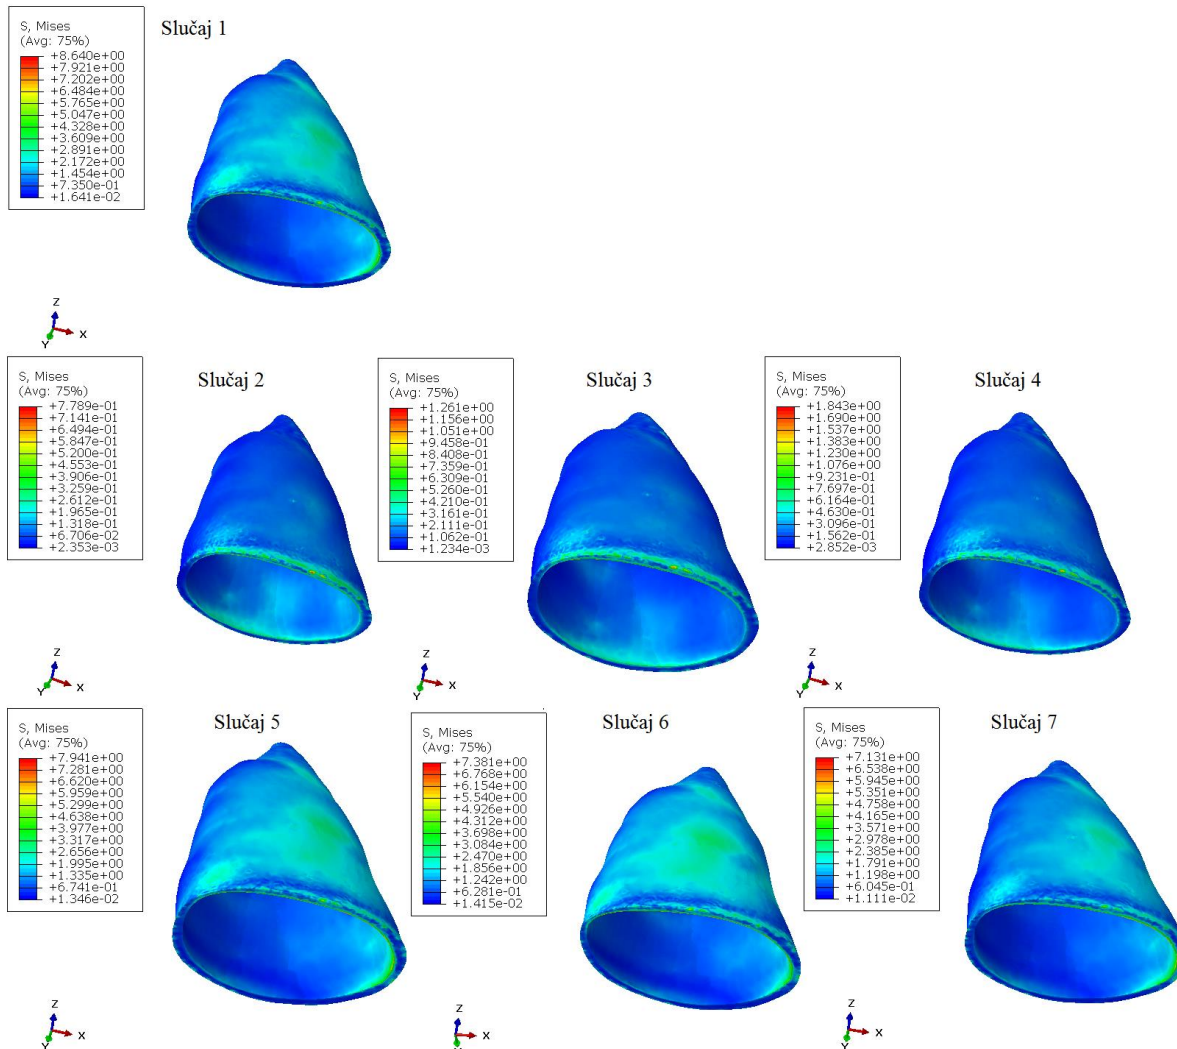 Slučaj 1
S, Mises
(Avg: 75%)
+8.640e+00
+7.921e+00
+7.202e+00
+6.484e+00
+5.765e+00
+5.047e+00
+4.328e+00
+3.609e+00
+2.891e+00
+2.172e+00
+1.454e+00
+7.350e-01
+1.641e-02
Z
X
Y
Slučaj 2
S, Mises
(Avg: 75%)
+7.789e-01
+7.141e-01
+6.494e-01
+5.847e-01
+5.200e-01
+4.553e-01
+3.906e-01
+3.259e-01
+2.612e-01
+1.965e-01
+1.318e-01
+6.706e-02
+2.353e-03
Z
X
Y
Slučaj 3
S, Mises
(Avg: 75%)
+1.261e+00
+1.156e+00
+1.051e+00
+9.458e-01
+8.408e-01
+7.359e-01
+6.309e-01
+5.260e-01
+4.210e-01
+3.161e-01
+2.111e-01
+1.062e-01
+1.234e-03
Z
X
Y
Slučaj 4
S, Mises
(Avg: 75%)
+1.843e+00
+1.690e+00
+1.537e+00
+1.383e+00
+1.230e+00
+1.076e+00
+9.231e-01
+7.697e-01
+6.164e-01
+4.630e-01
+3.096e-01
+1.562e-01
+2.852e-03
Z
X
Y
Slučaj 5
S, Mises
(Avg: 75%)
+7.941e+00
+7.281e+00
+6.620e+00
+5.959e+00
+5.299e+00
+4.638e+00
+3.977e+00
+3.317e+00
+2.656e+00
+1.995e+00
+1.335e+00
+6.741e-01
+1.346e-02
Z
X
Y
Slučaj 6
S, Mises
(Avg: 75%)
+7.381e+00
+6.768e+00
+6.154e+00
+5.540e+00
+4.926e+00
+4.312e+00
+3.698e+00
+3.084e+00
+2.470e+00
+1.856e+00
+1.242e+00
+6.281e-01
+1.415e-02
Z
X
Y
Slučaj 7
S, Mises
(Avg: 75%)
+7.131e+00
+6.538e+00
+5.945e+00
+5.351e+00
+4.758e+00
+4.165e+00
+3.571e+00
+2.978e+00
+2.385e+00
+1.791e+00
+1.198e+00
+6.045e-01
+1.111e-02
Z
X
Y